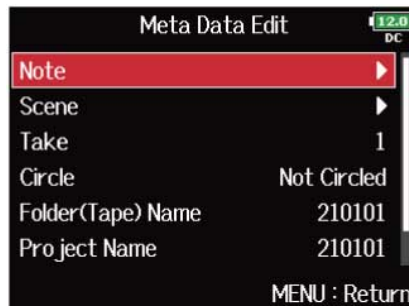 Meta Data Edit
12.0
DC
Note
Scene
Take 1
Circle Not Circled
Folder(Tape) Name 210101
Project Name 210101
MENU : Return